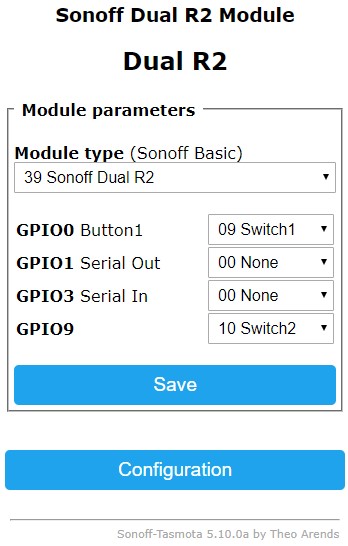 Sonoff Dual R2 Module
Dual R2
Module parameters
Module type (Sonoff Basic)
39 Sonoff Dual R2
GPIO0 Button1 09 Switch1
GPIO1 Serial Out 00 None
GPIO3 Serial In 00 None
GPIO9 10 Switch2
Save
Configuration
Sonoff-Tasmota 5.10.0a by Theo Arends